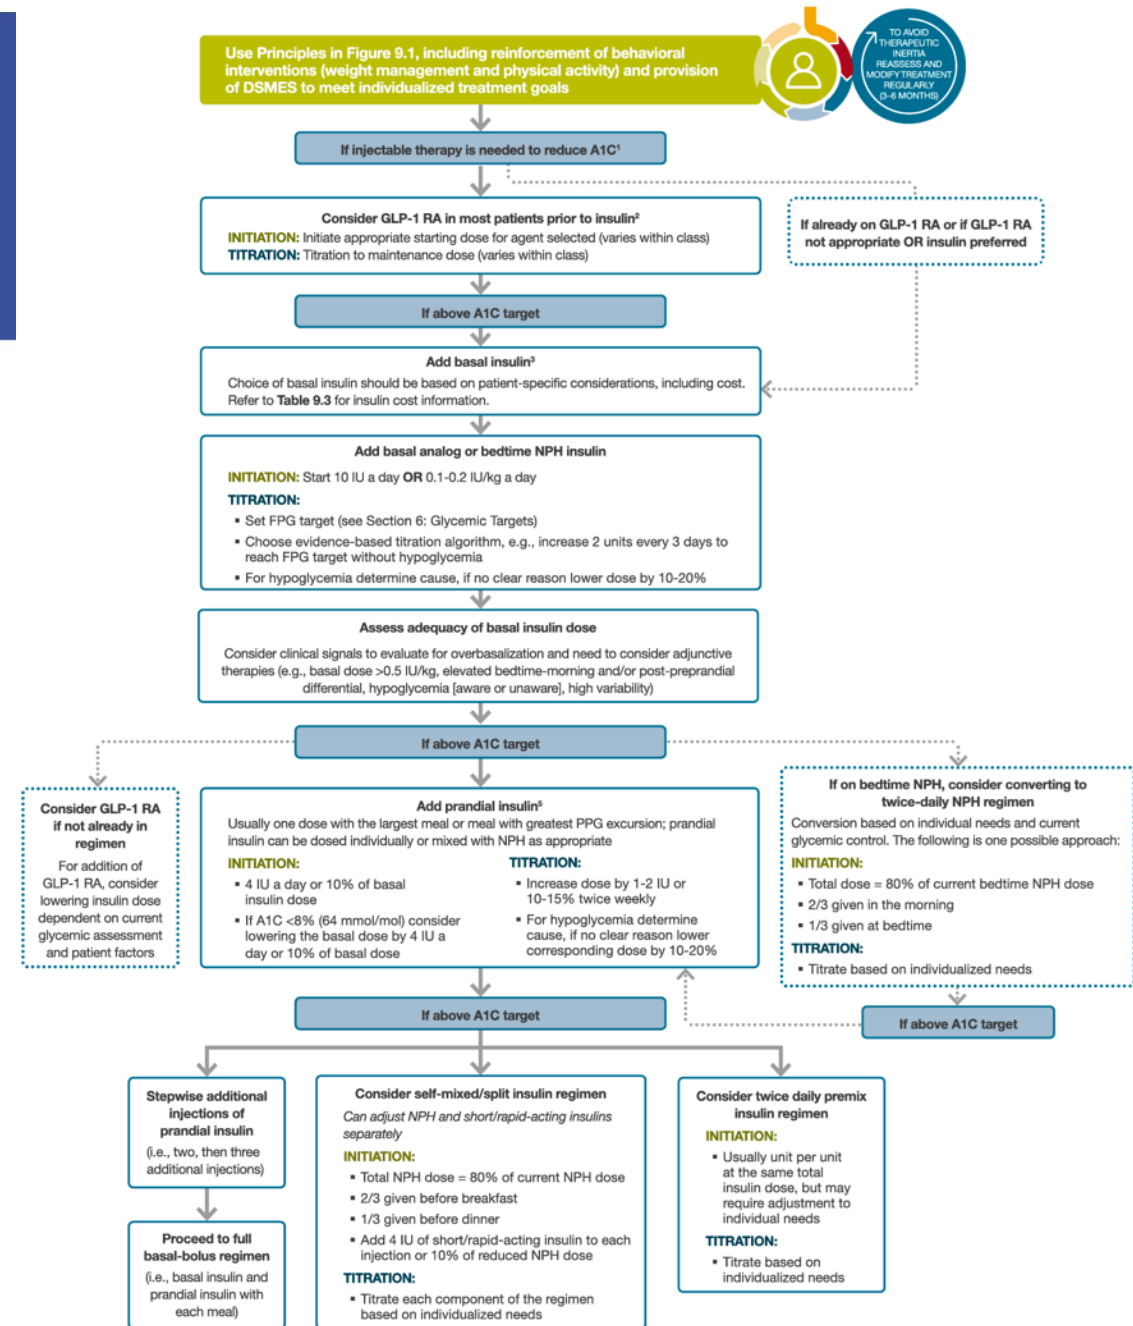 Use Principles in Figure 9.1, including reinforcement of behavioral
interventions (weight management and physical activity) and provision
of DSMES to meet individualized treatment goals
TO AVOID
THERAPEUTIC
INERTIA
REASSESS AND
MODIFY TREATMENT
REGULARLY
(3-6 MONTHS)
If injectable therapy is needed to reduce A1C¹
Consider GLP-1 RA in most patients prior to insulin²
INITIATION: Initiate appropriate starting dose for agent selected (varies within class)
TITRATION: Titration to maintenance dose (varies within class)
If already on GLP-1 RA or if GLP-1 RA
not appropriate OR insulin preferred
If above A1C target
Add basal insulin³
Choice of basal insulin should be based on patient-specific considerations, including cost.
Refer to Table 9.3 for insulin cost information.
Add basal analog or bedtime NPH insulin
INITIATION: Start 10 IU a day OR 0.1-0.2 IU/kg a day
TITRATION:
▪ Set FPG target (see Section 6: Glycemic Targets)
▪ Choose evidence-based titration algorithm, e.g., increase 2 units every 3 days to
reach FPG target without hypoglycemia
▪ For hypoglycemia determine cause, if no clear reason lower dose by 10-20%
Assess adequacy of basal insulin dose
Consider clinical signals to evaluate for overbasalization and need to consider adjunctive
therapies (e.g., basal dose >0.5 IU/kg, elevated bedtime-morning and/or post-preprandial
differential, hypoglycemia [aware or unaware], high variability)
If above A1C target
Consider GLP-1 RA
if not already in
regimen
For addition of
GLP-1 RA, consider
lowering insulin dose
dependent on current
glycemic assessment
and patient factors
Add prandial insulin⁵
Usually one dose with the largest meal or meal with greatest PPG excursion; prandial
insulin can be dosed individually or mixed with NPH as appropriate
INITIATION:
▪ 4 IU a day or 10% of basal
insulin dose
▪ If A1C <8% (64 mmol/mol) consider
lowering the basal dose by 4 IU a
day or 10% of basal dose
TITRATION:
▪ Increase dose by 1-2 IU or
10-15% twice weekly
▪ For hypoglycemia determine
cause, if no clear reason lower
corresponding dose by 10-20%
If on bedtime NPH, consider converting to
twice-daily NPH regimen
Conversion based on individual needs and current
glycemic control. The following is one possible approach:
INITIATION:
▪ Total dose = 80% of current bedtime NPH dose
▪ 2/3 given in the morning
▪ 1/3 given at bedtime
TITRATION:
▪ Titrate based on individualized needs
If above A1C target
If above A1C target
Stepwise additional
injections of
prandial insulin
(i.e., two, then three
additional injections)
Proceed to full
basal-bolus regimen
(i.e., basal insulin and
prandial insulin with
each meal)
Consider self-mixed/split insulin regimen
Can adjust NPH and short/rapid-acting insulins
separately
INITIATION:
▪ Total NPH dose = 80% of current NPH dose
▪ 2/3 given before breakfast
▪ 1/3 given before dinner
▪ Add 4 IU of short/rapid-acting insulin to each
injection or 10% of reduced NPH dose
TITRATION:
▪ Titrate each component of the regimen
based on individualized needs
Consider twice daily premix
insulin regimen
INITIATION:
▪ Usually unit per unit
at the same total
insulin dose, but may
require adjustment to
individual needs
TITRATION:
▪ Titrate based on
individualized needs